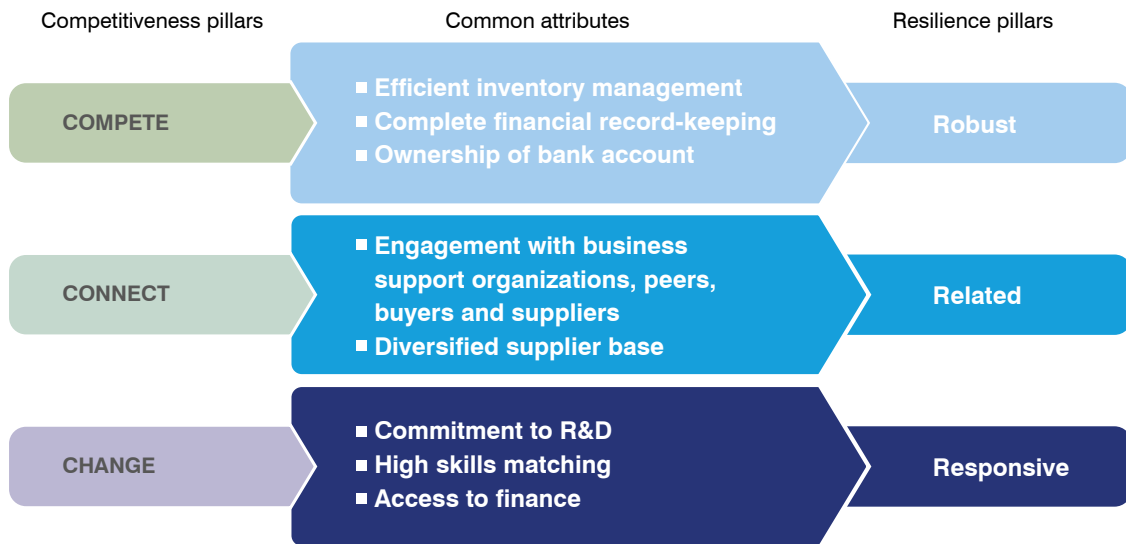 Competitiveness pillars
Common attributes
Resilience pillars
COMPETE
▪ Efficient inventory management
▪ Complete financial record-keeping
▪ Ownership of bank account
Robust
CONNECT
▪ Engagement with business
support organizations, peers,
buyers and suppliers
▪ Diversified supplier base
Related
CHANGE
▪ Commitment to R&D
▪ High skills matching
▪ Access to finance
Responsive